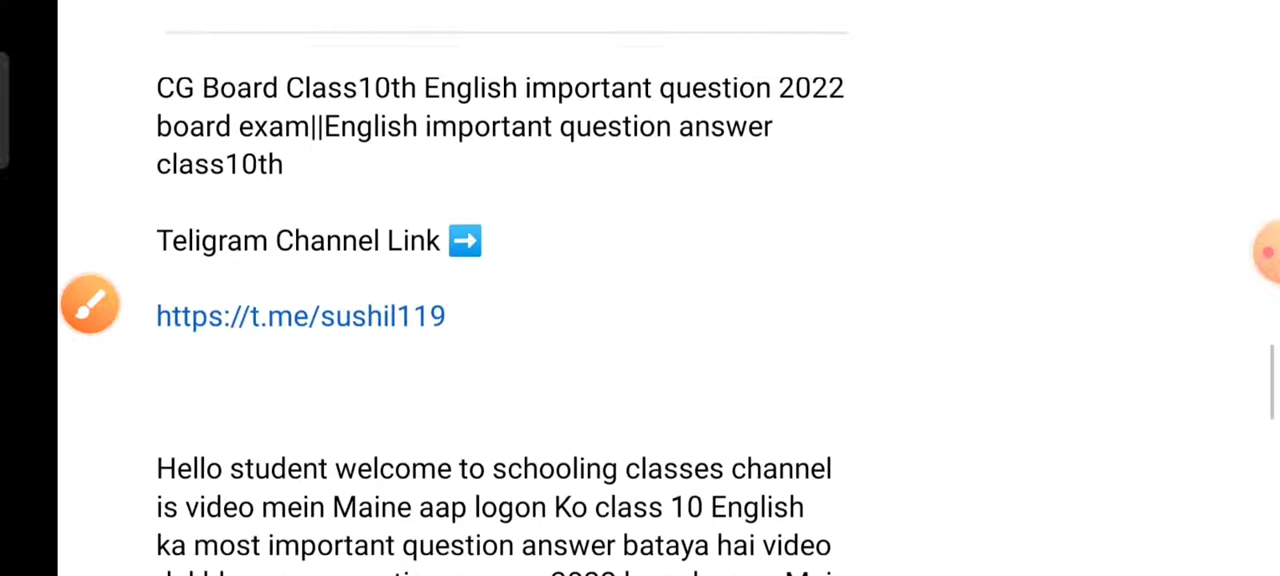 CG Board Class10th English important question 2022
board exam||English important question answer
class10th
Teligram Channel Link ➡
https://t.me/sushil119
Hello student welcome to schooling classes channel
is video mein Maine aap logon Ko class 10 English
ka most important question answer bataya hai video